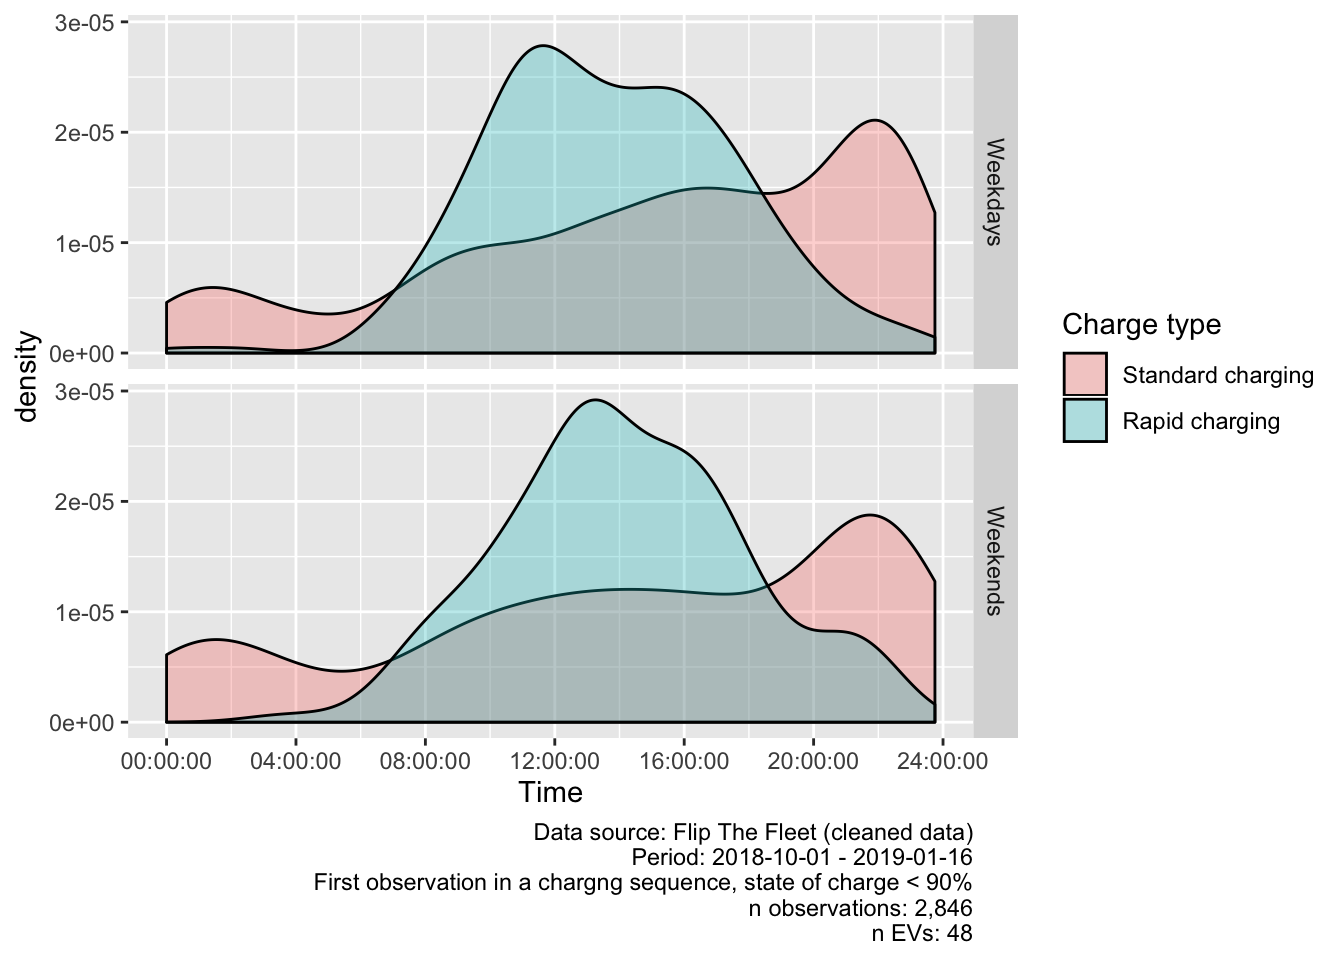 3e-05
2e-05
1e-05
0e+00
Weekdays
3e-05
2e-05
1e-05
0e+00
Weekends
density
00:00:00 04:00:00 08:00:00 12:00:00 16:00:00 20:00:00 24:00:00
Time
Charge type
Standard charging
Rapid charging
Data source: Flip The Fleet (cleaned data)
Period: 2018-10-01 - 2019-01-16
First observation in a chargng sequence, state of charge < 90%
n observations: 2,846
n EVs: 48